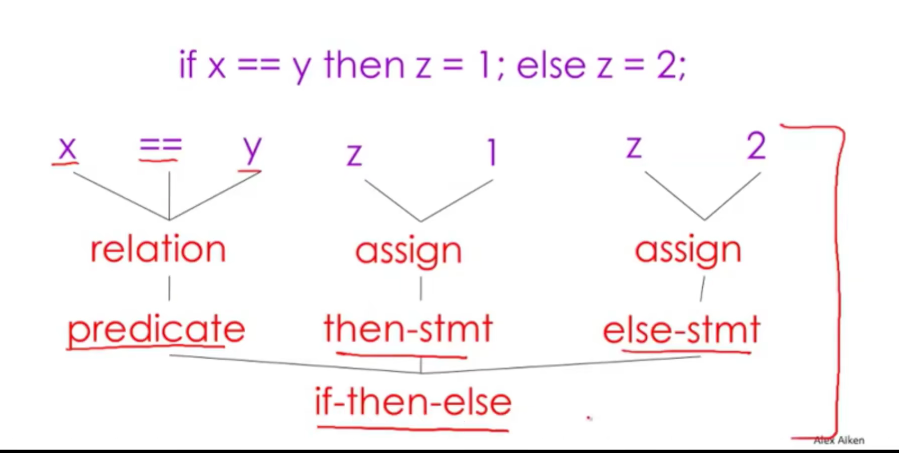 if x == y then z = 1; else z = 2;
x == y z 1 z 2
relation assign assign
predicate then-stmt else-stmt
if-then-else
Alex Aiken